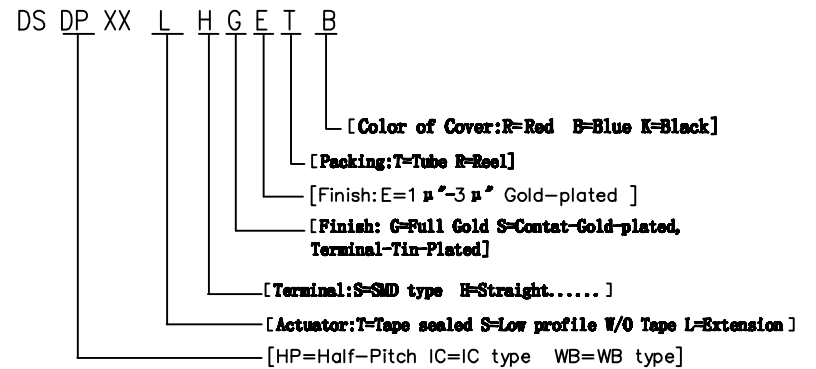 DS DP XX L H G E T B
[Color of Cover:R=Red B=Blue K=Black]
[Packing:T=Tube R=Reel]
[Finish:E=1μ"-3μ" Gold-plated ]
[Finish: G=Full Gold S=Contat-Gold-plated,
Terminal-Tin-Plated]
[Terminal:S=SMD type H=Straight...... ]
[Actuator:T=Tape sealed S=Low profile W/O Tape L=Extension ]
[HP=Half-Pitch IC=IC type WB=WB type]